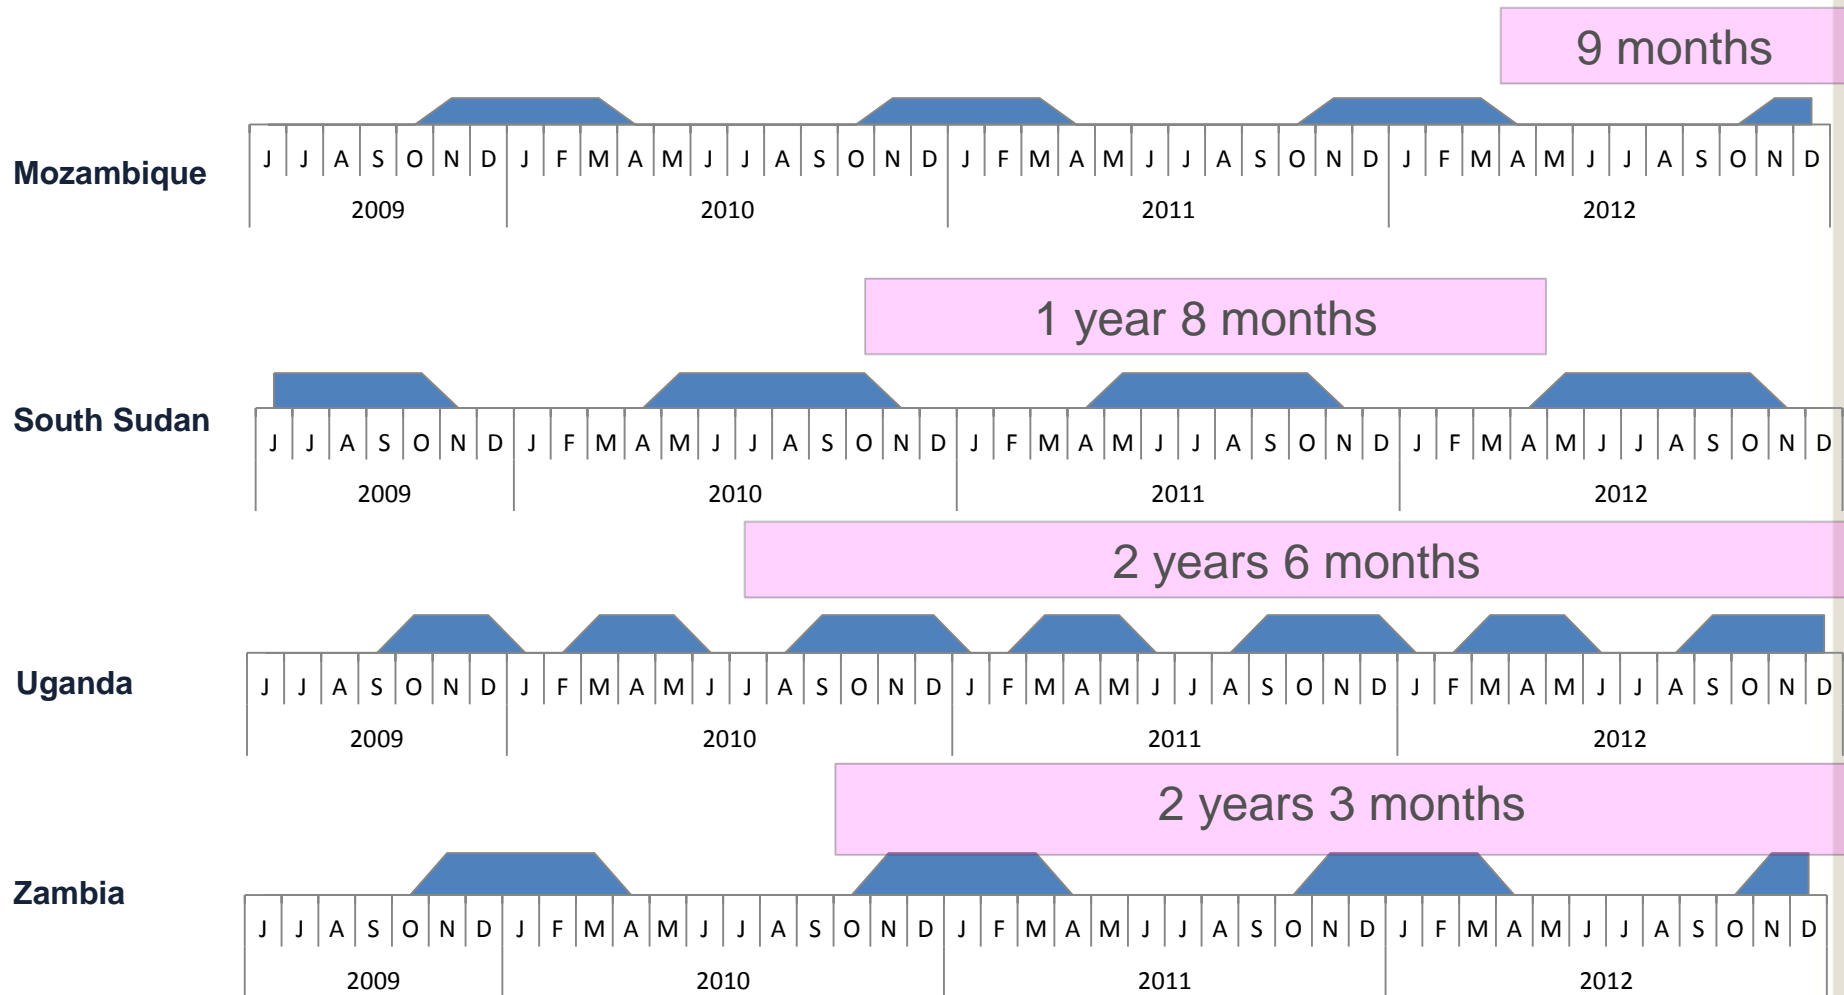 9 months
Mozambique
J J A S O N D J F M A M J J A S O N D J F M A M J J A S O N D J F M A M J J A S O N D
2009 2010 2011 2012
1 year 8 months
South Sudan
J J A S O N D J F M A M J J A S O N D J F M A M J J A S O N D J F M A M J J A S O N D
2009 2010 2011 2012
2 years 6 months
Uganda
J J A S O N D J F M A M J J A S O N D J F M A M J J A S O N D J F M A M J J A S O N D
2009 2010 2011 2012
2 years 3 months
Zambia
J J A S O N D J F M A M J J A S O N D J F M A M J J A S O N D J F M A M J J A S O N D
2009 2010 2011 2012